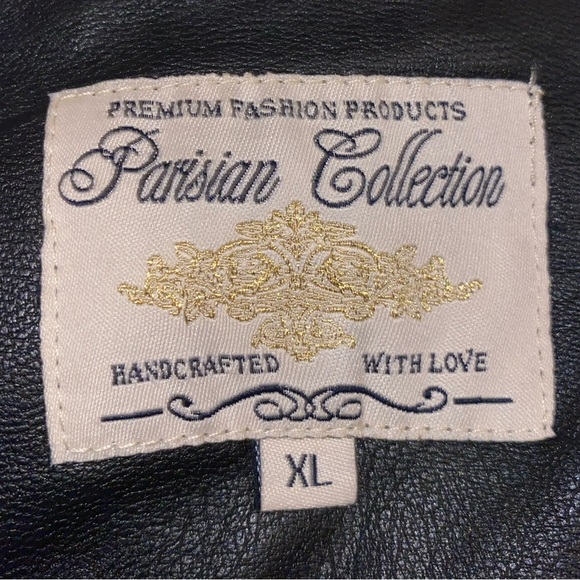 PREMIUM FASHION PRODUCTS
Parisian Collection
HANDCRAFTED WITH LOVE
XL